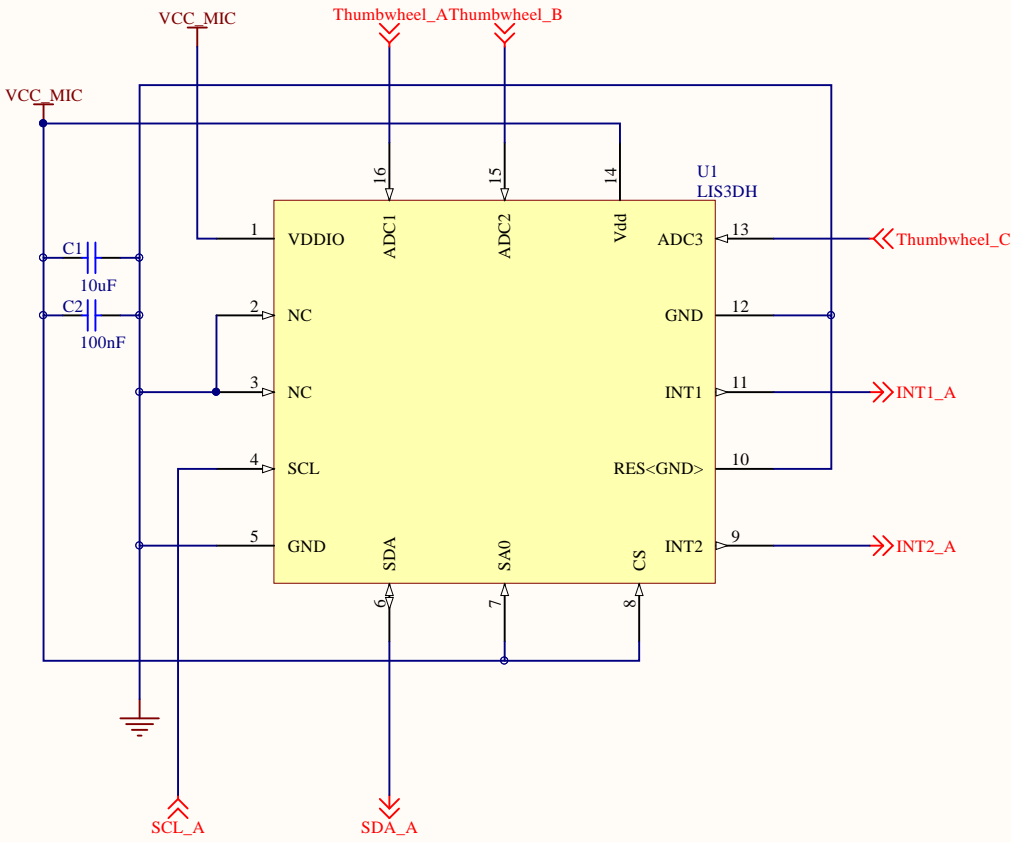 Thumbwheel_A Thumbwheel_B
VCC_MIC
VCC_MIC
16
15
14
U1
LIS3DH
1
VDDIO
ADC1
ADC2
Vdd
ADC3
13
Thumbwheel_C
C1
10uF
2
NC
GND
12
C2
100nF
3
NC
INT1
11
INT1_A
4
SCL
RES<GND>
10
5
GND
SDA
SA0
CS
INT2
9
INT2_A
6
7
8
SCL_A
SDA_A